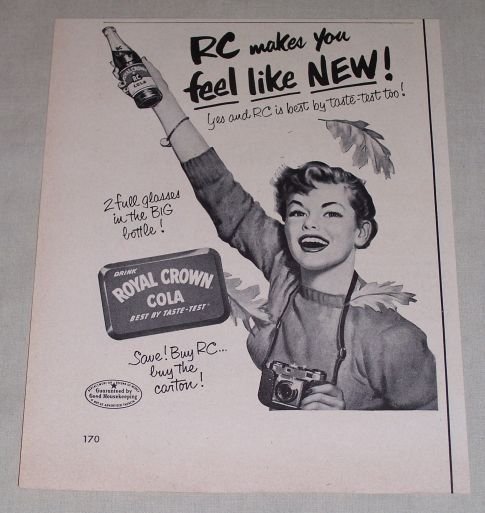 RC makes you
feel like NEW!
Yes and RC is best by taste-test too!
RC
COLA
2 full glasses
in the BIG
bottle!
DRINK
ROYAL CROWN
COLA
BEST BY TASTE-TEST
Save! Buy RC...
buy the
carton!
Guaranteed by
Good Housekeeping
170